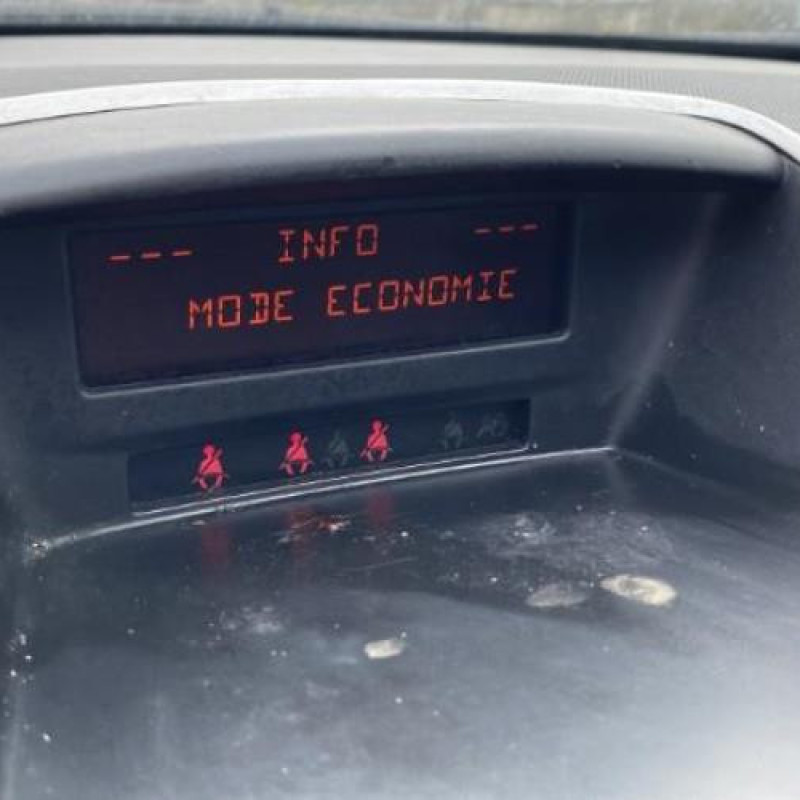 --- INFO ---
MODE ECONOMIE